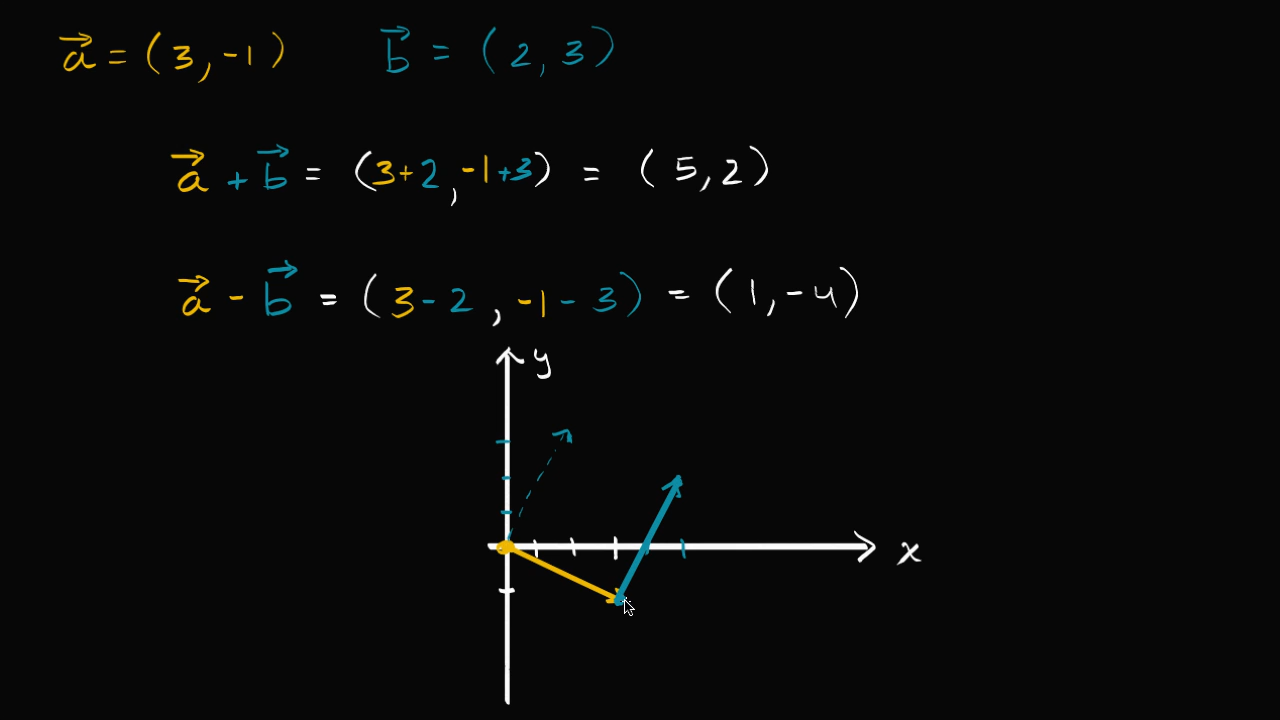 a⃗ = (3, -1) b⃗ = (2, 3)
a⃗ + b⃗ = (3+2, -1+3) = (5, 2)
a⃗ - b⃗ = (3-2, -1-3) = (1, -4)
y
x